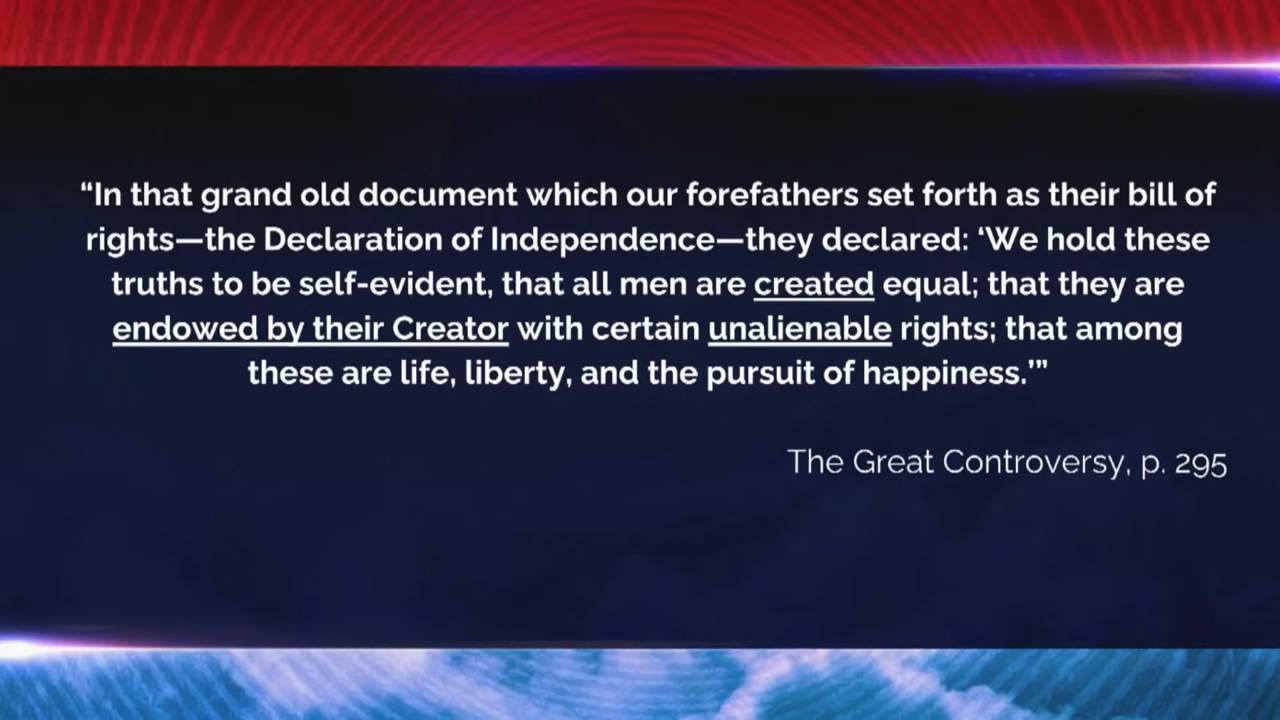 “In that grand old document which our forefathers set forth as their bill of
rights—the Declaration of Independence—they declared: ‘We hold these
truths to be self-evident, that all men are created equal; that they are
endowed by their Creator with certain unalienable rights; that among
these are life, liberty, and the pursuit of happiness.’”
The Great Controversy, p. 295